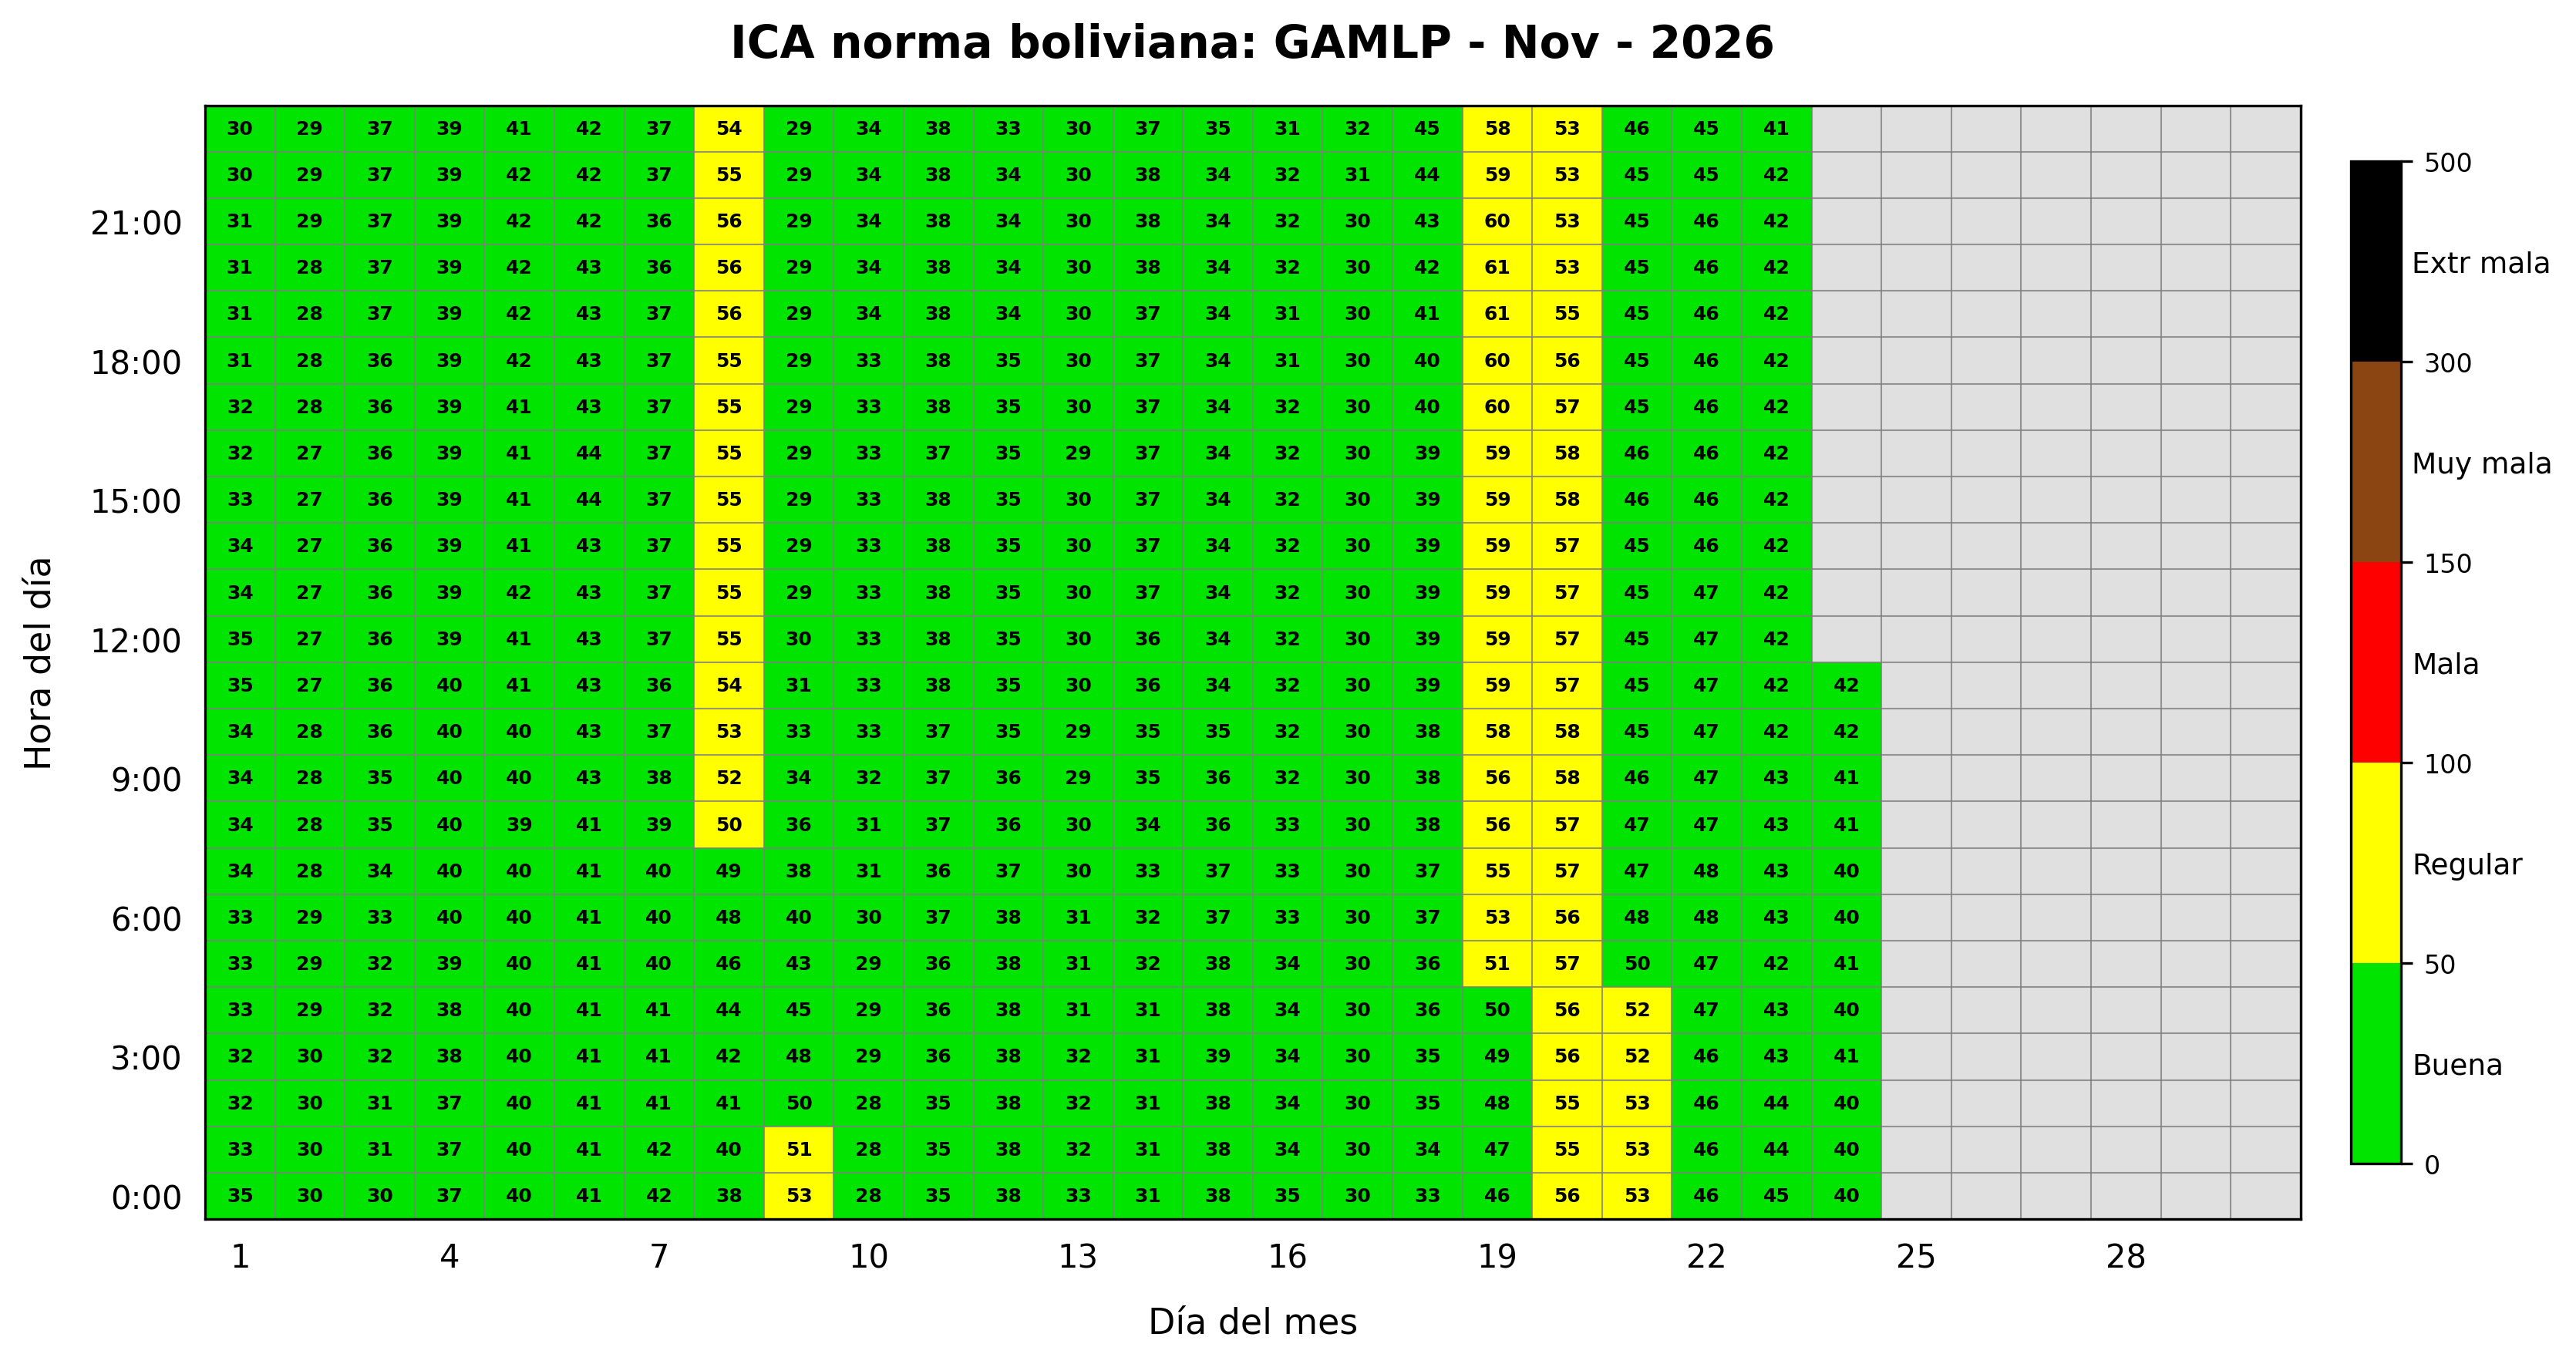 ICA norma boliviana: GAMLP - Nov - 2026
30 29 37 39 41 42 37 54 29 34 38 33 30 37 35 31 32 45 58 53 46 45 41
30 29 37 39 42 42 37 55 29 34 38 34 30 38 34 32 31 44 59 53 45 45 42
21:00 31 29 37 39 42 42 36 56 29 34 38 34 30 38 34 32 30 43 60 53 45 46 42
31 28 37 39 42 43 36 56 29 34 38 34 30 38 34 32 30 42 61 53 45 46 42
31 28 37 39 42 43 37 56 29 34 38 34 30 37 34 31 30 41 61 55 45 46 42
18:00 31 28 36 39 42 43 37 55 29 33 38 35 30 37 34 31 30 40 60 56 45 46 42
32 28 36 39 41 43 37 55 29 33 38 35 30 37 34 32 30 40 60 57 45 46 42
32 27 36 39 41 44 37 55 29 33 37 35 29 37 34 32 30 39 59 58 46 46 42
15:00 33 27 36 39 41 44 37 55 29 33 38 35 30 37 34 32 30 39 59 58 46 46 42
34 27 36 39 41 43 37 55 29 33 38 35 30 37 34 32 30 39 59 57 45 46 42
34 27 36 39 42 43 37 55 29 33 38 35 30 37 34 32 30 39 59 57 45 47 42
12:00 35 27 36 39 41 43 37 55 30 33 38 35 30 36 34 32 30 39 59 57 45 47 42
35 27 36 40 41 43 36 54 31 33 38 35 30 36 34 32 30 39 59 57 45 47 42 42
34 28 36 40 40 43 37 53 33 33 37 35 29 35 35 32 30 38 58 58 45 47 42 42
9:00 34 28 35 40 40 43 38 52 34 32 37 36 29 35 36 32 30 38 56 58 46 47 43 41
34 28 35 40 39 41 39 50 36 31 37 36 30 34 36 33 30 38 56 57 47 47 43 41
34 28 34 40 40 41 40 49 38 31 36 37 30 33 37 33 30 37 55 57 47 48 43 40
6:00 33 29 33 40 40 41 40 48 40 30 37 38 31 32 37 33 30 37 53 56 48 48 43 40
33 29 32 39 40 41 40 46 43 29 36 38 31 32 38 34 30 36 51 57 50 47 42 41
33 29 32 38 40 41 41 44 45 29 36 38 31 31 38 34 30 36 50 56 52 47 43 40
3:00 32 30 32 38 40 41 41 42 48 29 36 38 32 31 39 34 30 35 49 56 52 46 43 41
32 30 31 37 40 41 41 41 50 28 35 38 32 31 38 34 30 35 48 55 53 46 44 40
33 30 31 37 40 41 42 40 51 28 35 38 32 31 38 34 30 34 47 55 53 46 44 40
0:00 35 30 30 37 40 41 42 38 53 28 35 38 33 31 38 35 30 33 46 56 53 46 45 40
1 4 7 10 13 16 19 22 25 28
Día del mes
Hora del día
500
Extr mala
300
Muy mala
150
Mala
100
Regular
50
Buena
0